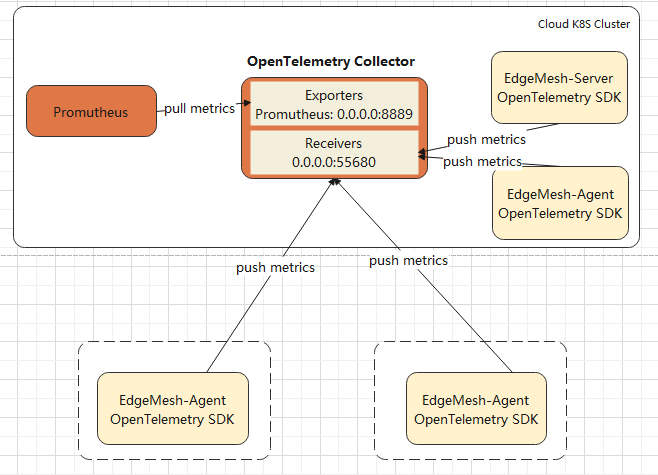 Cloud K8S Cluster
OpenTelemetry Collector
Promutheus
pull metrics
Exporters
Promutheus: 0.0.0.0:8889
Receivers
0.0.0.0:55680
EdgeMesh-Server
OpenTelemetry SDK
push metrics
push metrics
EdgeMesh-Agent
OpenTelemetry SDK
push metrics
push metrics
EdgeMesh-Agent
OpenTelemetry SDK
EdgeMesh-Agent
OpenTelemetry SDK